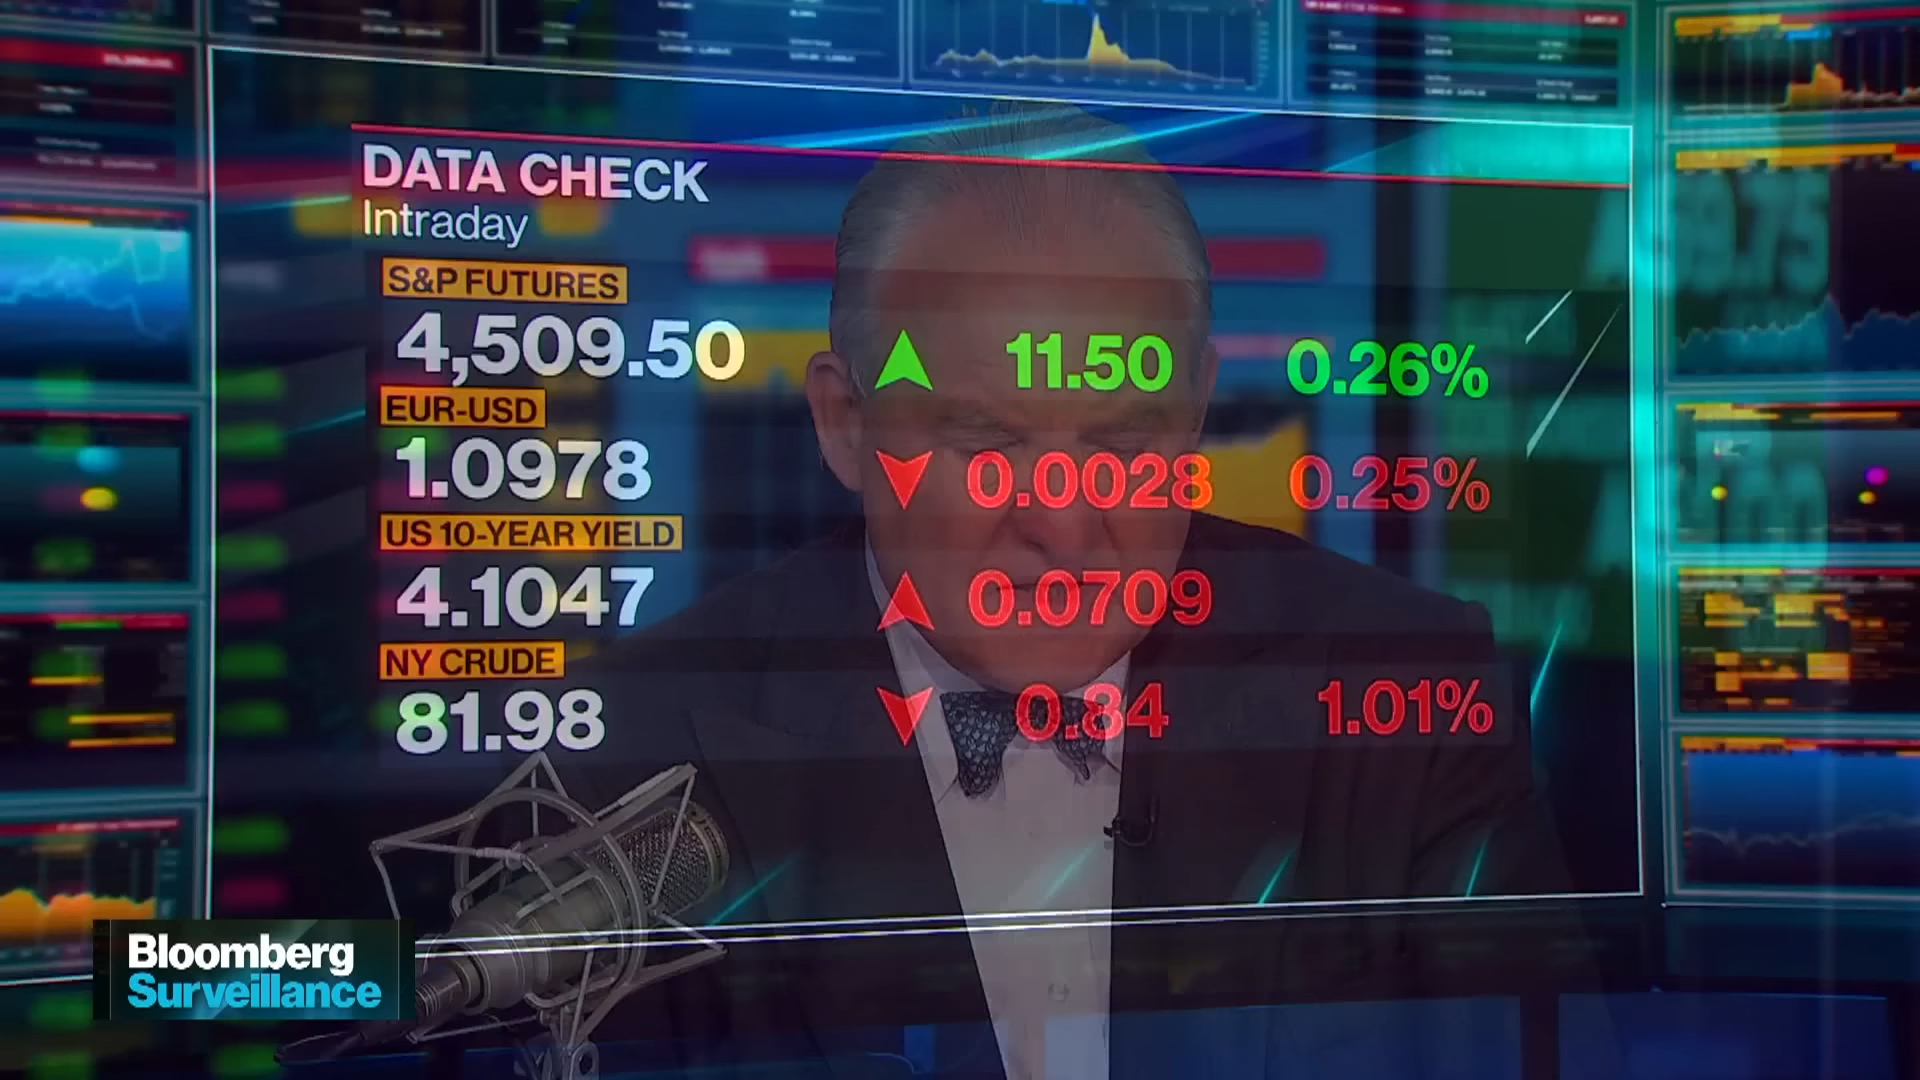 DATA CHECK
Intraday
S&P FUTURES
4,509.50 ▲ 11.50 0.26%
EUR-USD
1.0978 ▼ 0.0028 0.25%
US 10-YEAR YIELD
4.1047 ▲ 0.0709
NY CRUDE
81.98 ▼ 0.84 1.01%
Bloomberg
Surveillance